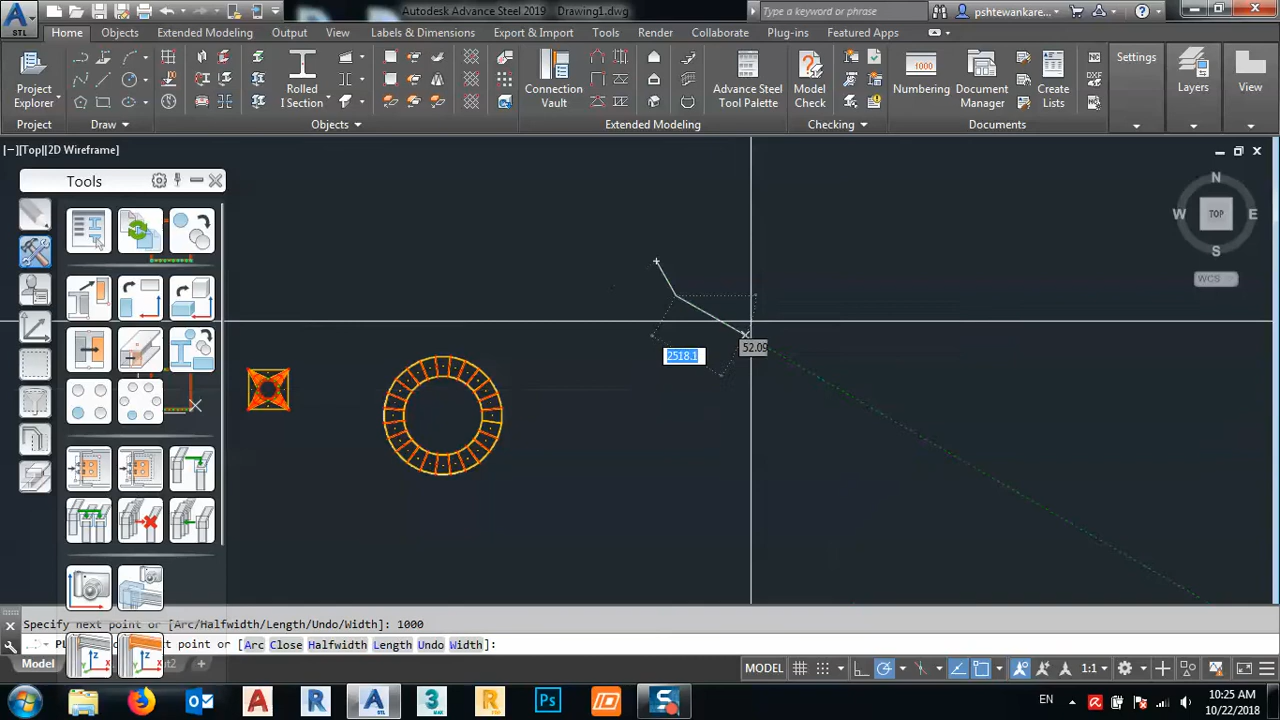 Autodesk Advance Steel 2019 Drawing1.dwg
Type a keyword or phrase
pshtewankare...
STL
Home Objects Extended Modeling Output View Labels & Dimensions Export & Import Tools Render Collaborate Plug-ins Featured Apps
Project Explorer
Rolled I Section
Connection Vault
Advance Steel Tool Palette
Model Check
1000
Numbering
Document Manager
DXF
Create Lists
Settings
Layers
View
Project Draw Objects Extended Modeling Checking Documents
[−][Top][2D Wireframe]
Tools
N
W TOP E
S
WCS
2518.1
52.09
Specify next point or [Arc/Halfwidth/Length/Undo/Width]: 1000
t point or [Arc Close Halfwidth Length Undo Width]:
Model
MODEL
1:1
EN
10:25 AM
10/22/2018